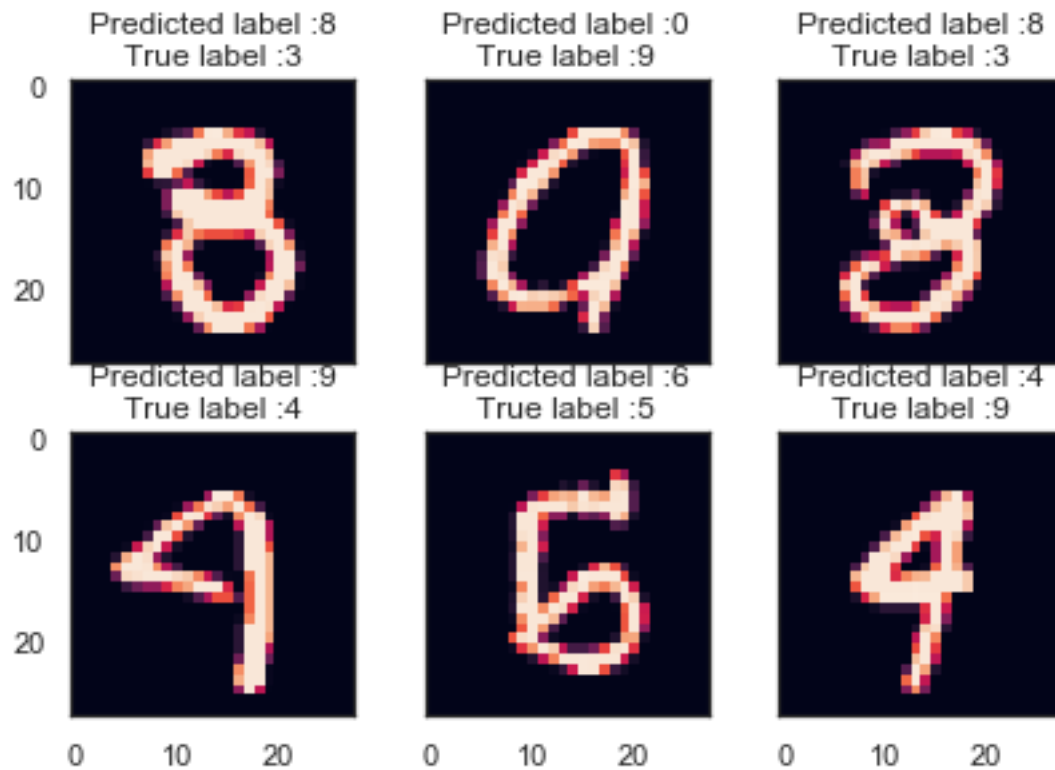 Predicted label :8 Predicted label :0 Predicted label :8
True label :3 True label :9 True label :3
0
10
20
Predicted label :9 Predicted label :6 Predicted label :4
True label :4 True label :5 True label :9
0
10
20
0 10 20 0 10 20 0 10 20